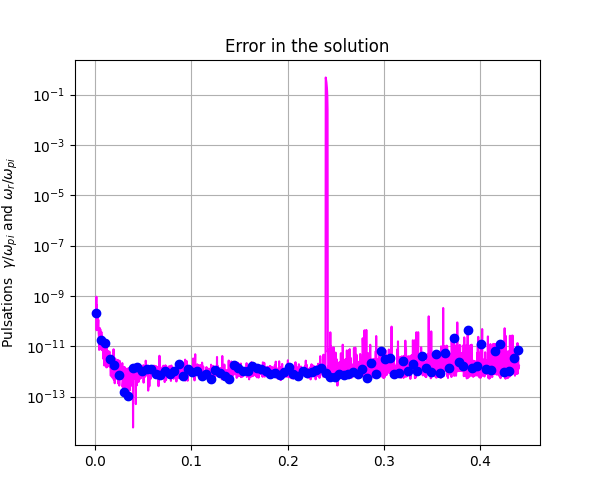 Error in the solution
Pulsations γ/ω_pi and ω_r/ω_pi
10⁻¹
10⁻³
10⁻⁵
10⁻⁷
10⁻⁹
10⁻¹¹
10⁻¹³
0.0 0.1 0.2 0.3 0.4